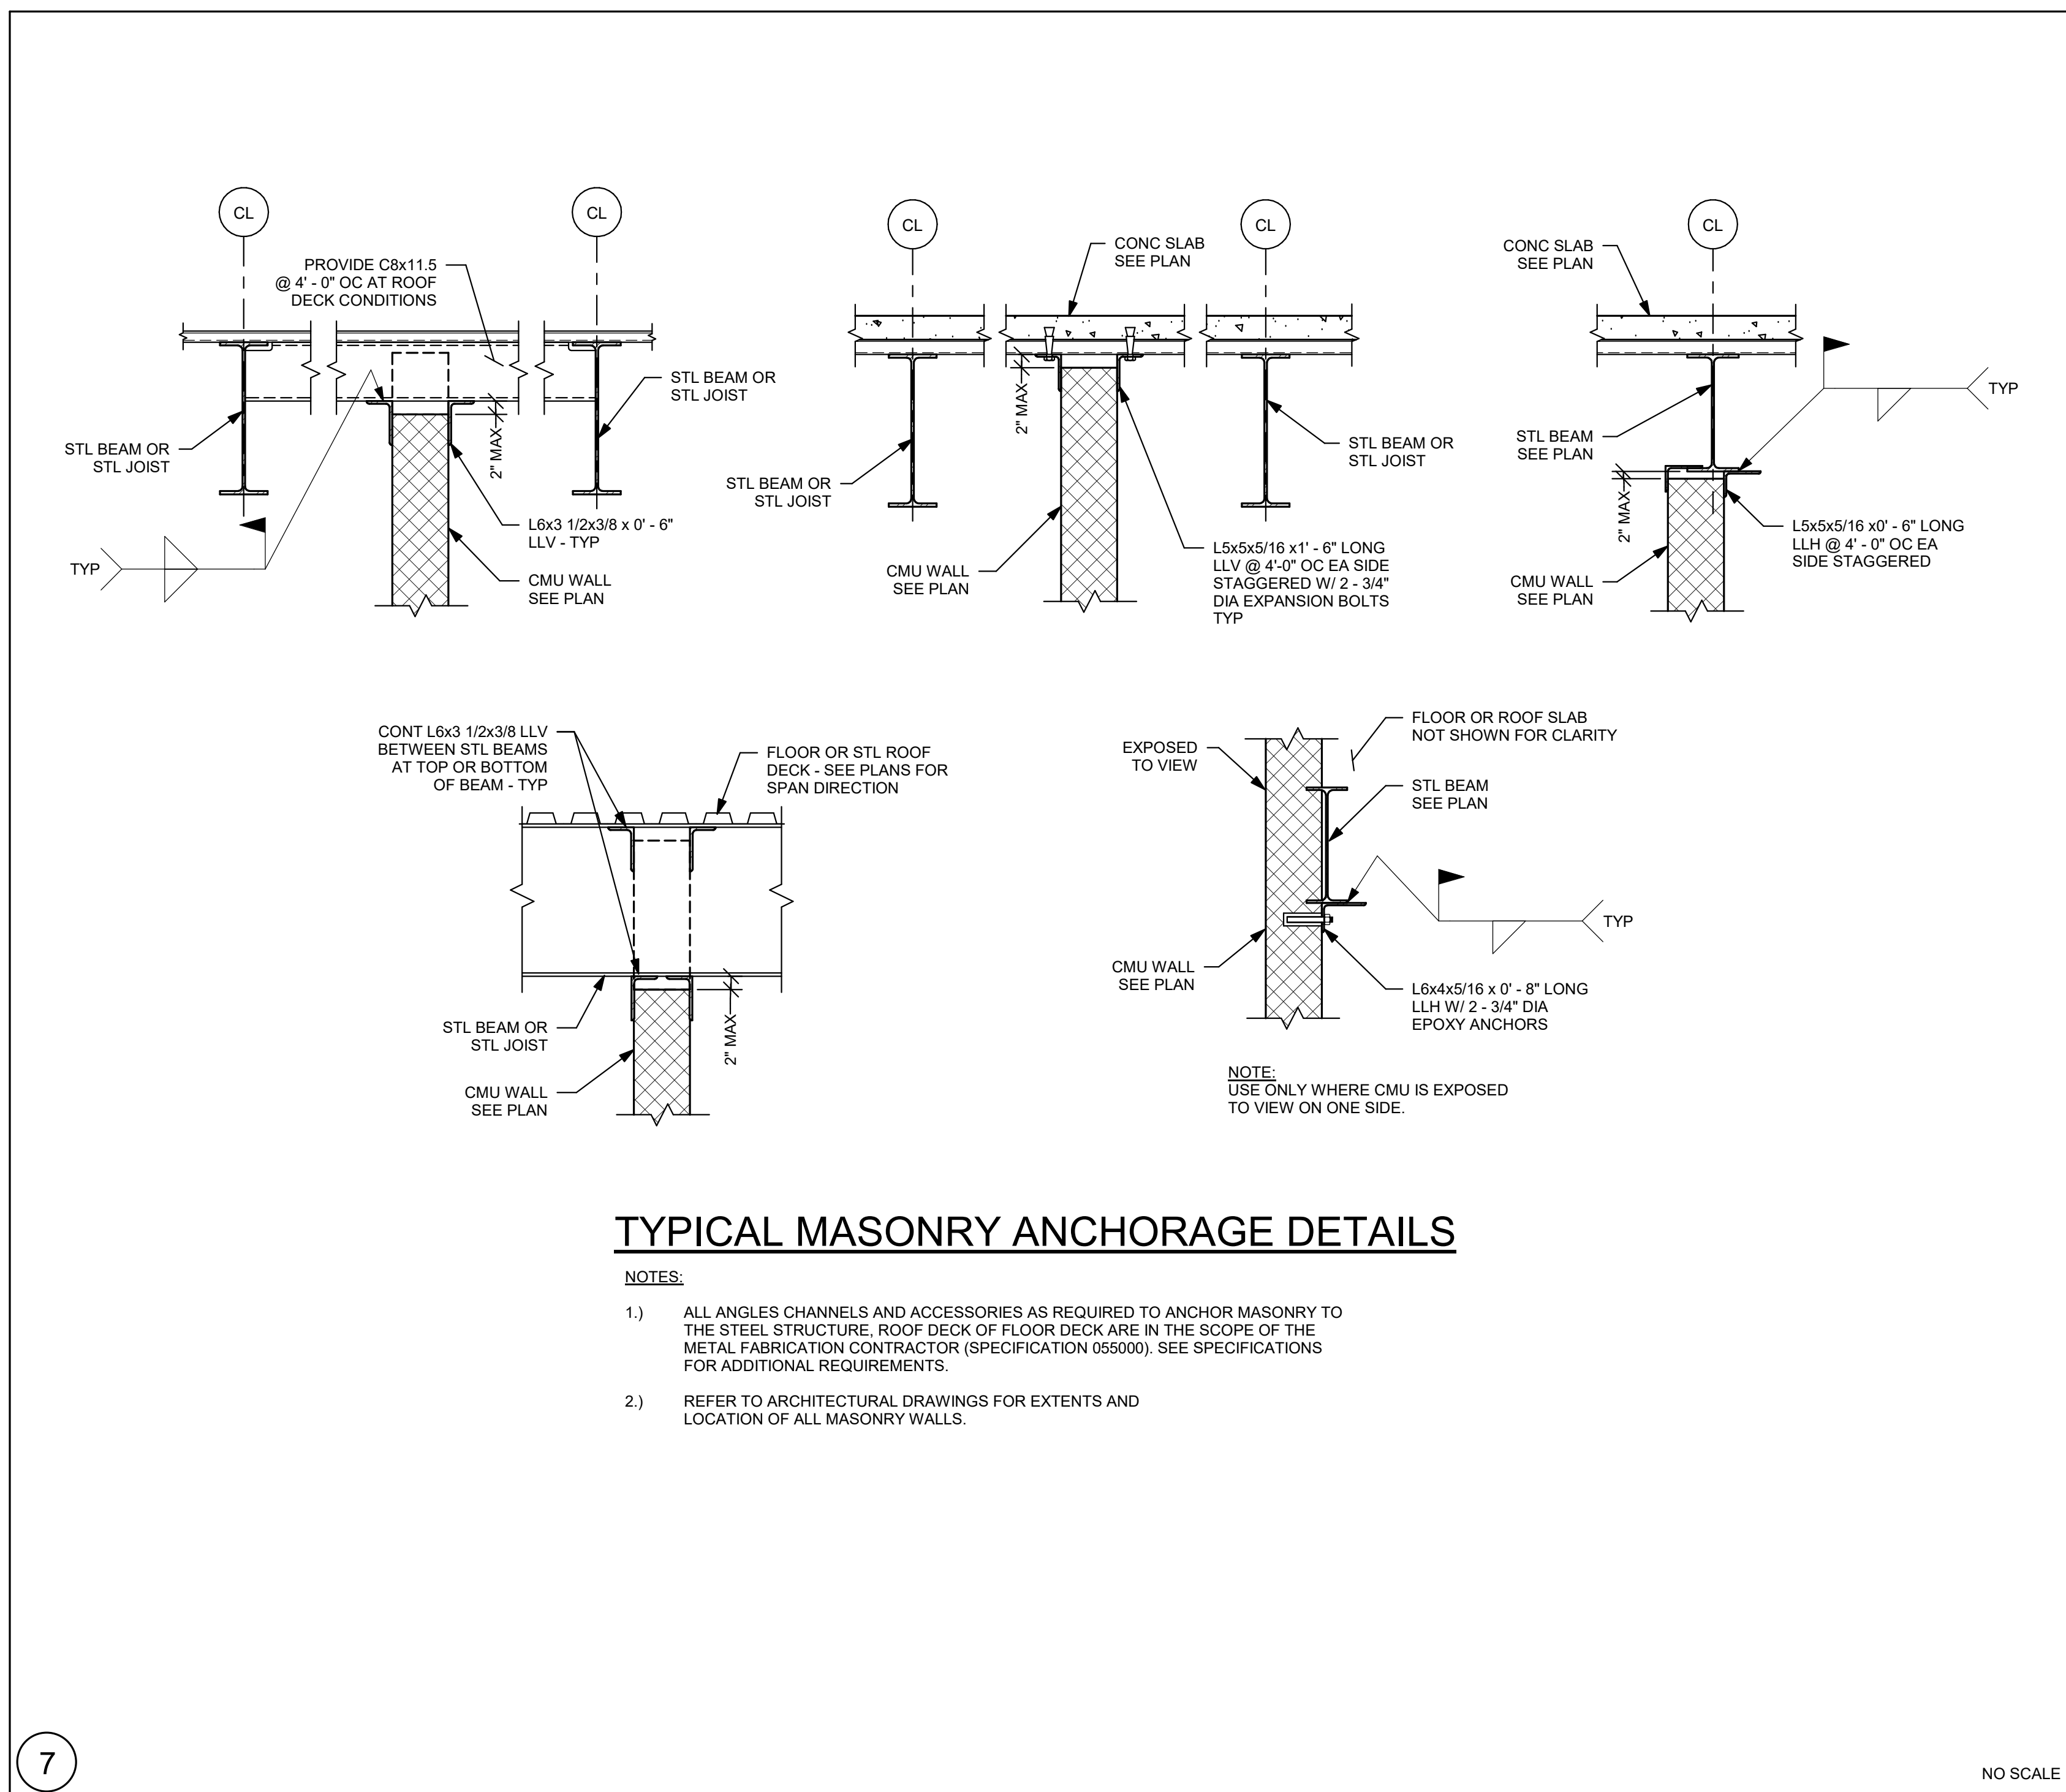 CL
CL
PROVIDE C8x11.5
@ 4' - 0" OC AT ROOF
DECK CONDITIONS
STL BEAM OR
STL JOIST
STL BEAM OR
STL JOIST
2" MAX
L6x3 1/2x3/8 x 0' - 6"
LLV - TYP
TYP
CMU WALL
SEE PLAN
CL
CL
CONC SLAB
SEE PLAN
2" MAX
STL BEAM OR
STL JOIST
STL BEAM OR
STL JOIST
CMU WALL
SEE PLAN
L5x5x5/16 x1' - 6" LONG
LLV @ 4'-0" OC EA SIDE
STAGGERED W/ 2 - 3/4"
DIA EXPANSION BOLTS
TYP
CL
CONC SLAB
SEE PLAN
TYP
STL BEAM
SEE PLAN
2" MAX
L5x5x5/16 x0' - 6" LONG
LLH @ 4' - 0" OC EA
SIDE STAGGERED
CMU WALL
SEE PLAN
CONT L6x3 1/2x3/8 LLV
BETWEEN STL BEAMS
AT TOP OR BOTTOM
OF BEAM - TYP
FLOOR OR STL ROOF
DECK - SEE PLANS FOR
SPAN DIRECTION
STL BEAM OR
STL JOIST
2" MAX
CMU WALL
SEE PLAN
EXPOSED
TO VIEW
FLOOR OR ROOF SLAB
NOT SHOWN FOR CLARITY
STL BEAM
SEE PLAN
TYP
CMU WALL
SEE PLAN
L6x4x5/16 x 0' - 8" LONG
LLH W/ 2 - 3/4" DIA
EPOXY ANCHORS
NOTE:
USE ONLY WHERE CMU IS EXPOSED
TO VIEW ON ONE SIDE.
TYPICAL MASONRY ANCHORAGE DETAILS
NOTES:
1.) ALL ANGLES CHANNELS AND ACCESSORIES AS REQUIRED TO ANCHOR MASONRY TO
THE STEEL STRUCTURE, ROOF DECK OF FLOOR DECK ARE IN THE SCOPE OF THE
METAL FABRICATION CONTRACTOR (SPECIFICATION 055000). SEE SPECIFICATIONS
FOR ADDITIONAL REQUIREMENTS.
2.) REFER TO ARCHITECTURAL DRAWINGS FOR EXTENTS AND
LOCATION OF ALL MASONRY WALLS.
7
NO SCALE